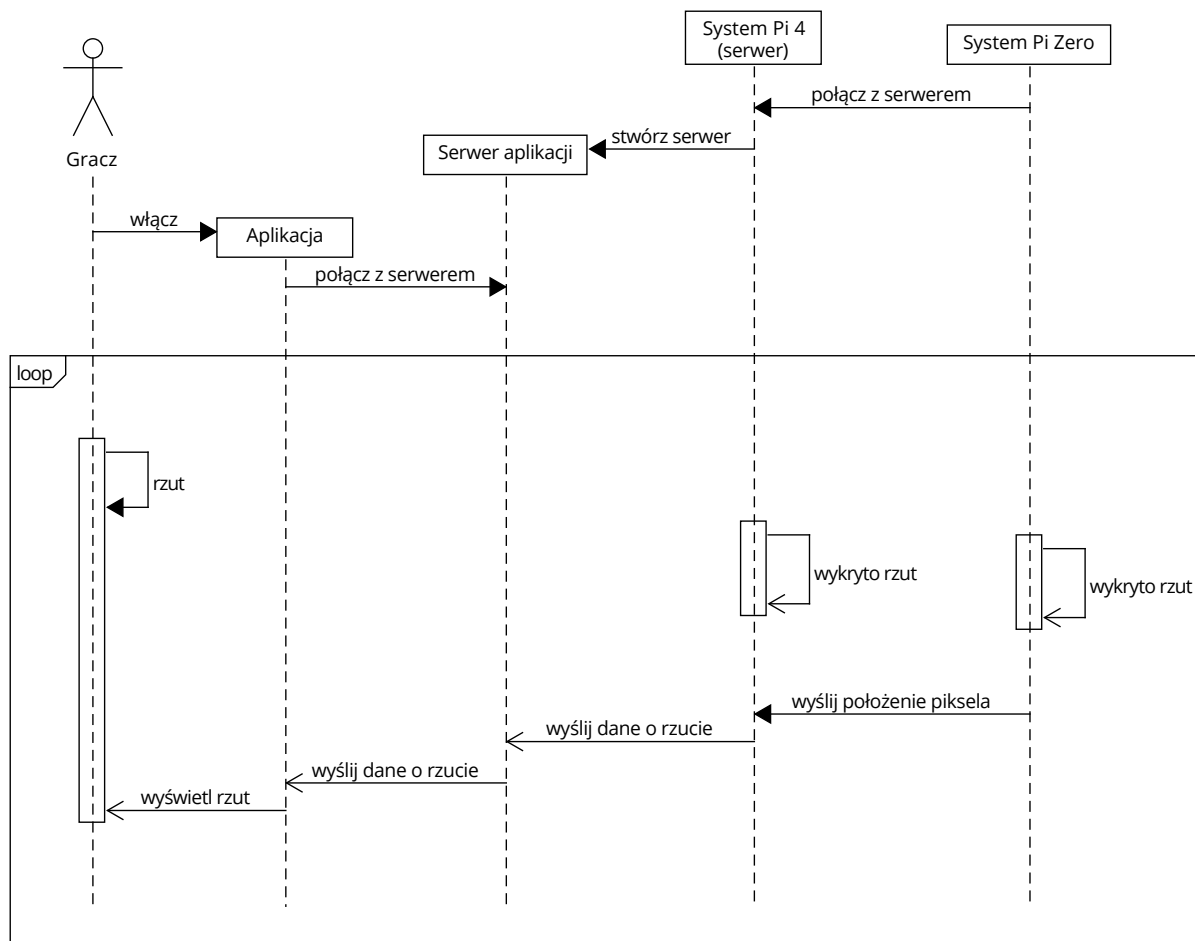 System Pi 4
(serwer)
System Pi Zero
połącz z serwerem
stwórz serwer
Serwer aplikacji
Gracz
włącz
Aplikacja
połącz z serwerem
loop
rzut
wykryto rzut
wykryto rzut
wyślij położenie piksela
wyślij dane o rzucie
wyślij dane o rzucie
wyświetl rzut